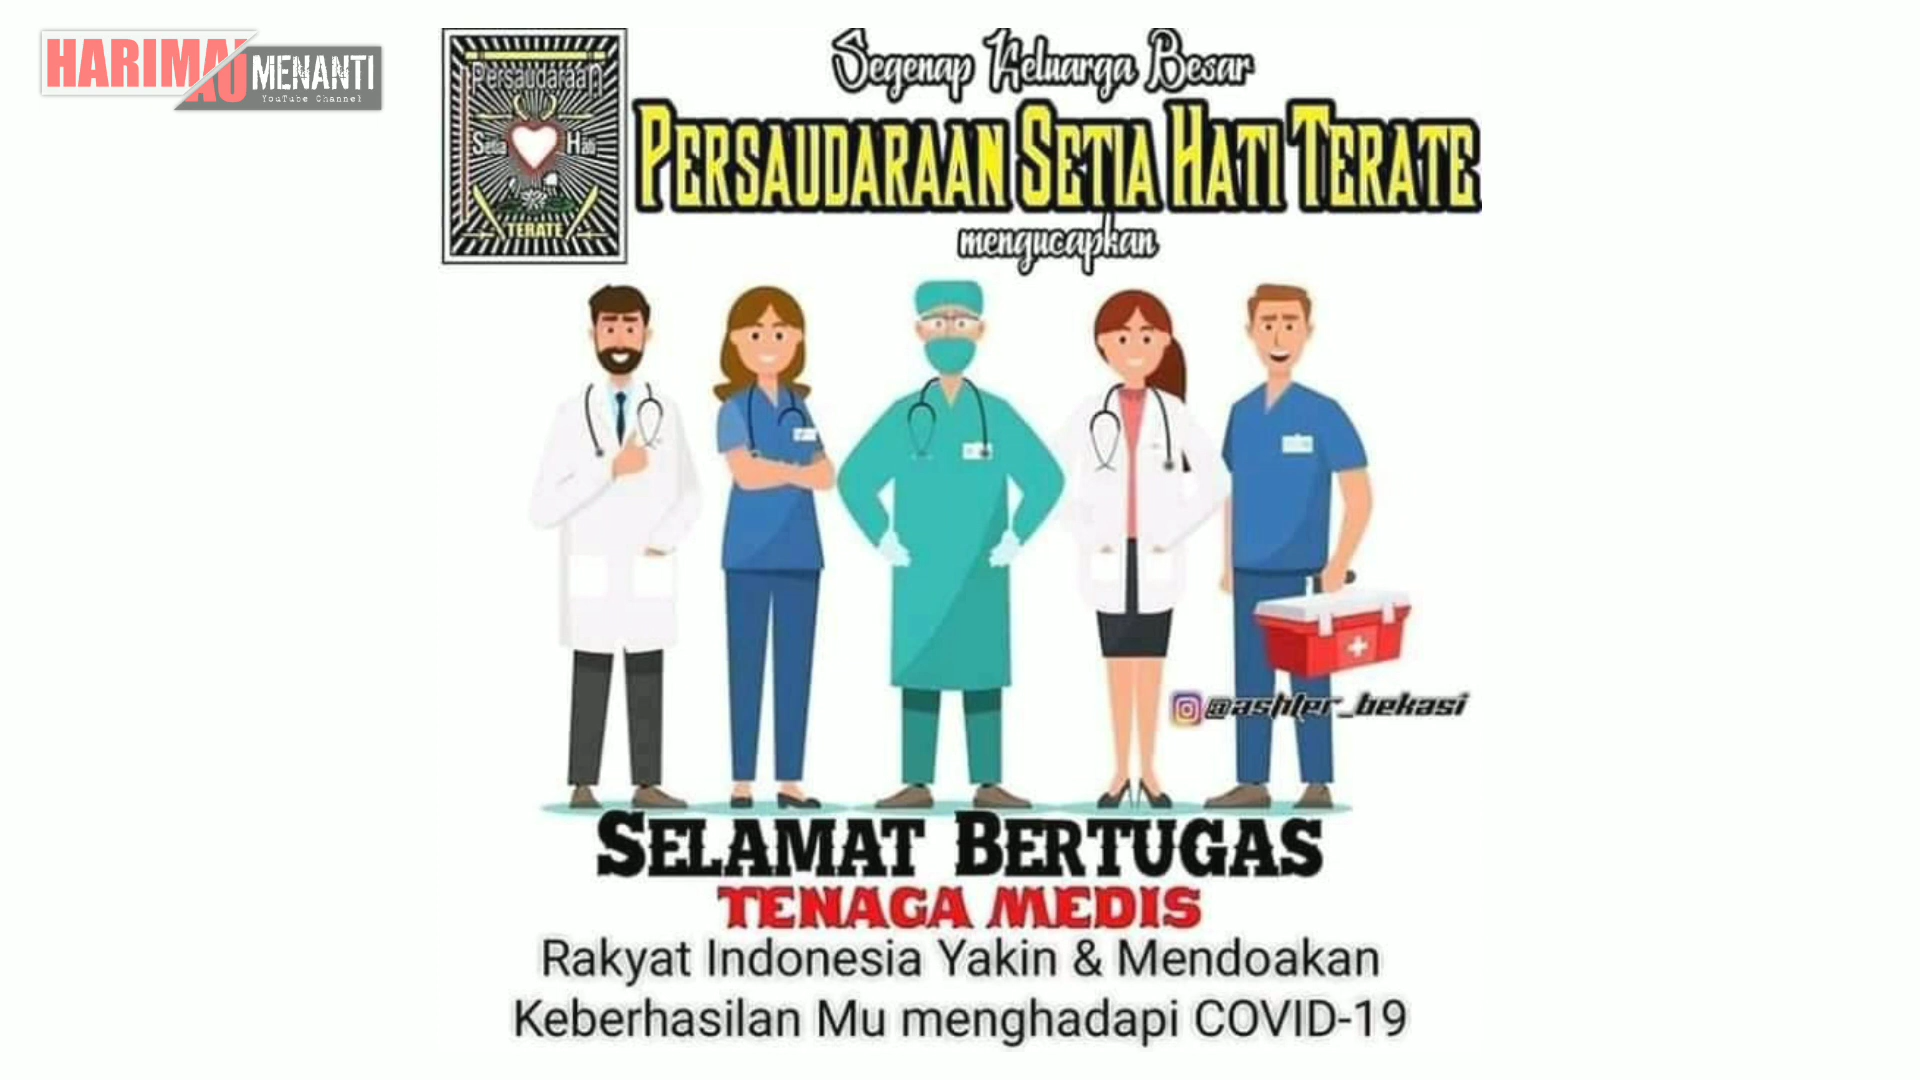 HARIMAU
MENANTI
YouTube Channel
Persaudaraan
Setia Hati
TERATE
Segenap Keluarga Besar
PERSAUDARAAN SETIA HATI TERATE
mengucapkan
@ashter_bekasi
SELAMAT BERTUGAS
TENAGA MEDIS
Rakyat Indonesia Yakin & Mendoakan
Keberhasilan Mu menghadapi COVID-19